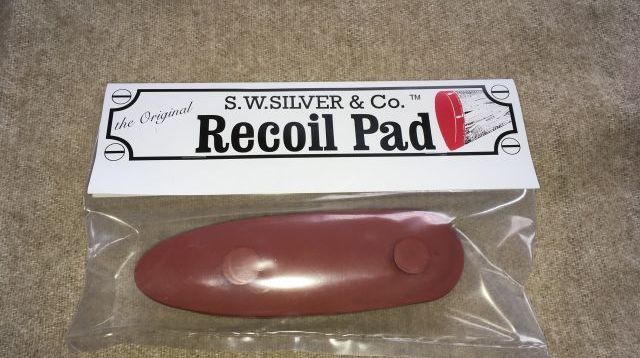 S.W.SILVER & Co.™
the Original
Recoil Pad